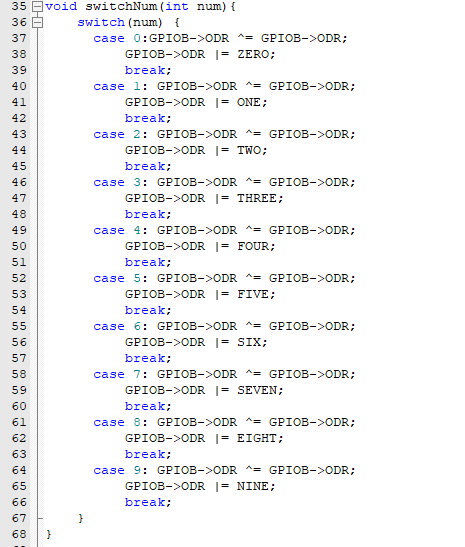 35 void switchNum(int num){
36 switch(num) {
37 case 0:GPIOB->ODR ^= GPIOB->ODR;
38 GPIOB->ODR |= ZERO;
39 break;
40 case 1: GPIOB->ODR ^= GPIOB->ODR;
41 GPIOB->ODR |= ONE;
42 break;
43 case 2: GPIOB->ODR ^= GPIOB->ODR;
44 GPIOB->ODR |= TWO;
45 break;
46 case 3: GPIOB->ODR ^= GPIOB->ODR;
47 GPIOB->ODR |= THREE;
48 break;
49 case 4: GPIOB->ODR ^= GPIOB->ODR;
50 GPIOB->ODR |= FOUR;
51 break;
52 case 5: GPIOB->ODR ^= GPIOB->ODR;
53 GPIOB->ODR |= FIVE;
54 break;
55 case 6: GPIOB->ODR ^= GPIOB->ODR;
56 GPIOB->ODR |= SIX;
57 break;
58 case 7: GPIOB->ODR ^= GPIOB->ODR;
59 GPIOB->ODR |= SEVEN;
60 break;
61 case 8: GPIOB->ODR ^= GPIOB->ODR;
62 GPIOB->ODR |= EIGHT;
63 break;
64 case 9: GPIOB->ODR ^= GPIOB->ODR;
65 GPIOB->ODR |= NINE;
66 break;
67 }
68 }